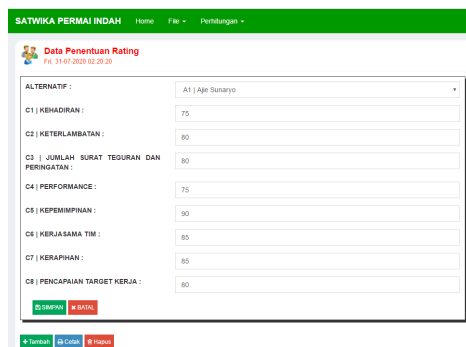 SATWIKA PERMAI INDAH Home File Perhitungan
Data Penentuan Rating
Fri, 31-07-2020 02:20:20
ALTERNATIF : A1 | Ajie Sunaryo
C1 | KEHADIRAN : 75
C2 | KETERLAMBATAN : 80
C3 | JUMLAH SURAT TEGURAN DAN
PERINGATAN : 80
C4 | PERFORMANCE : 75
C5 | KEPEMIMPINAN : 90
C6 | KERJASAMA TIM : 85
C7 | KERAPIHAN : 85
C8 | PENCAPAIAN TARGET KERJA : 80
SIMPAN BATAL
Tambah Cetak Hapus